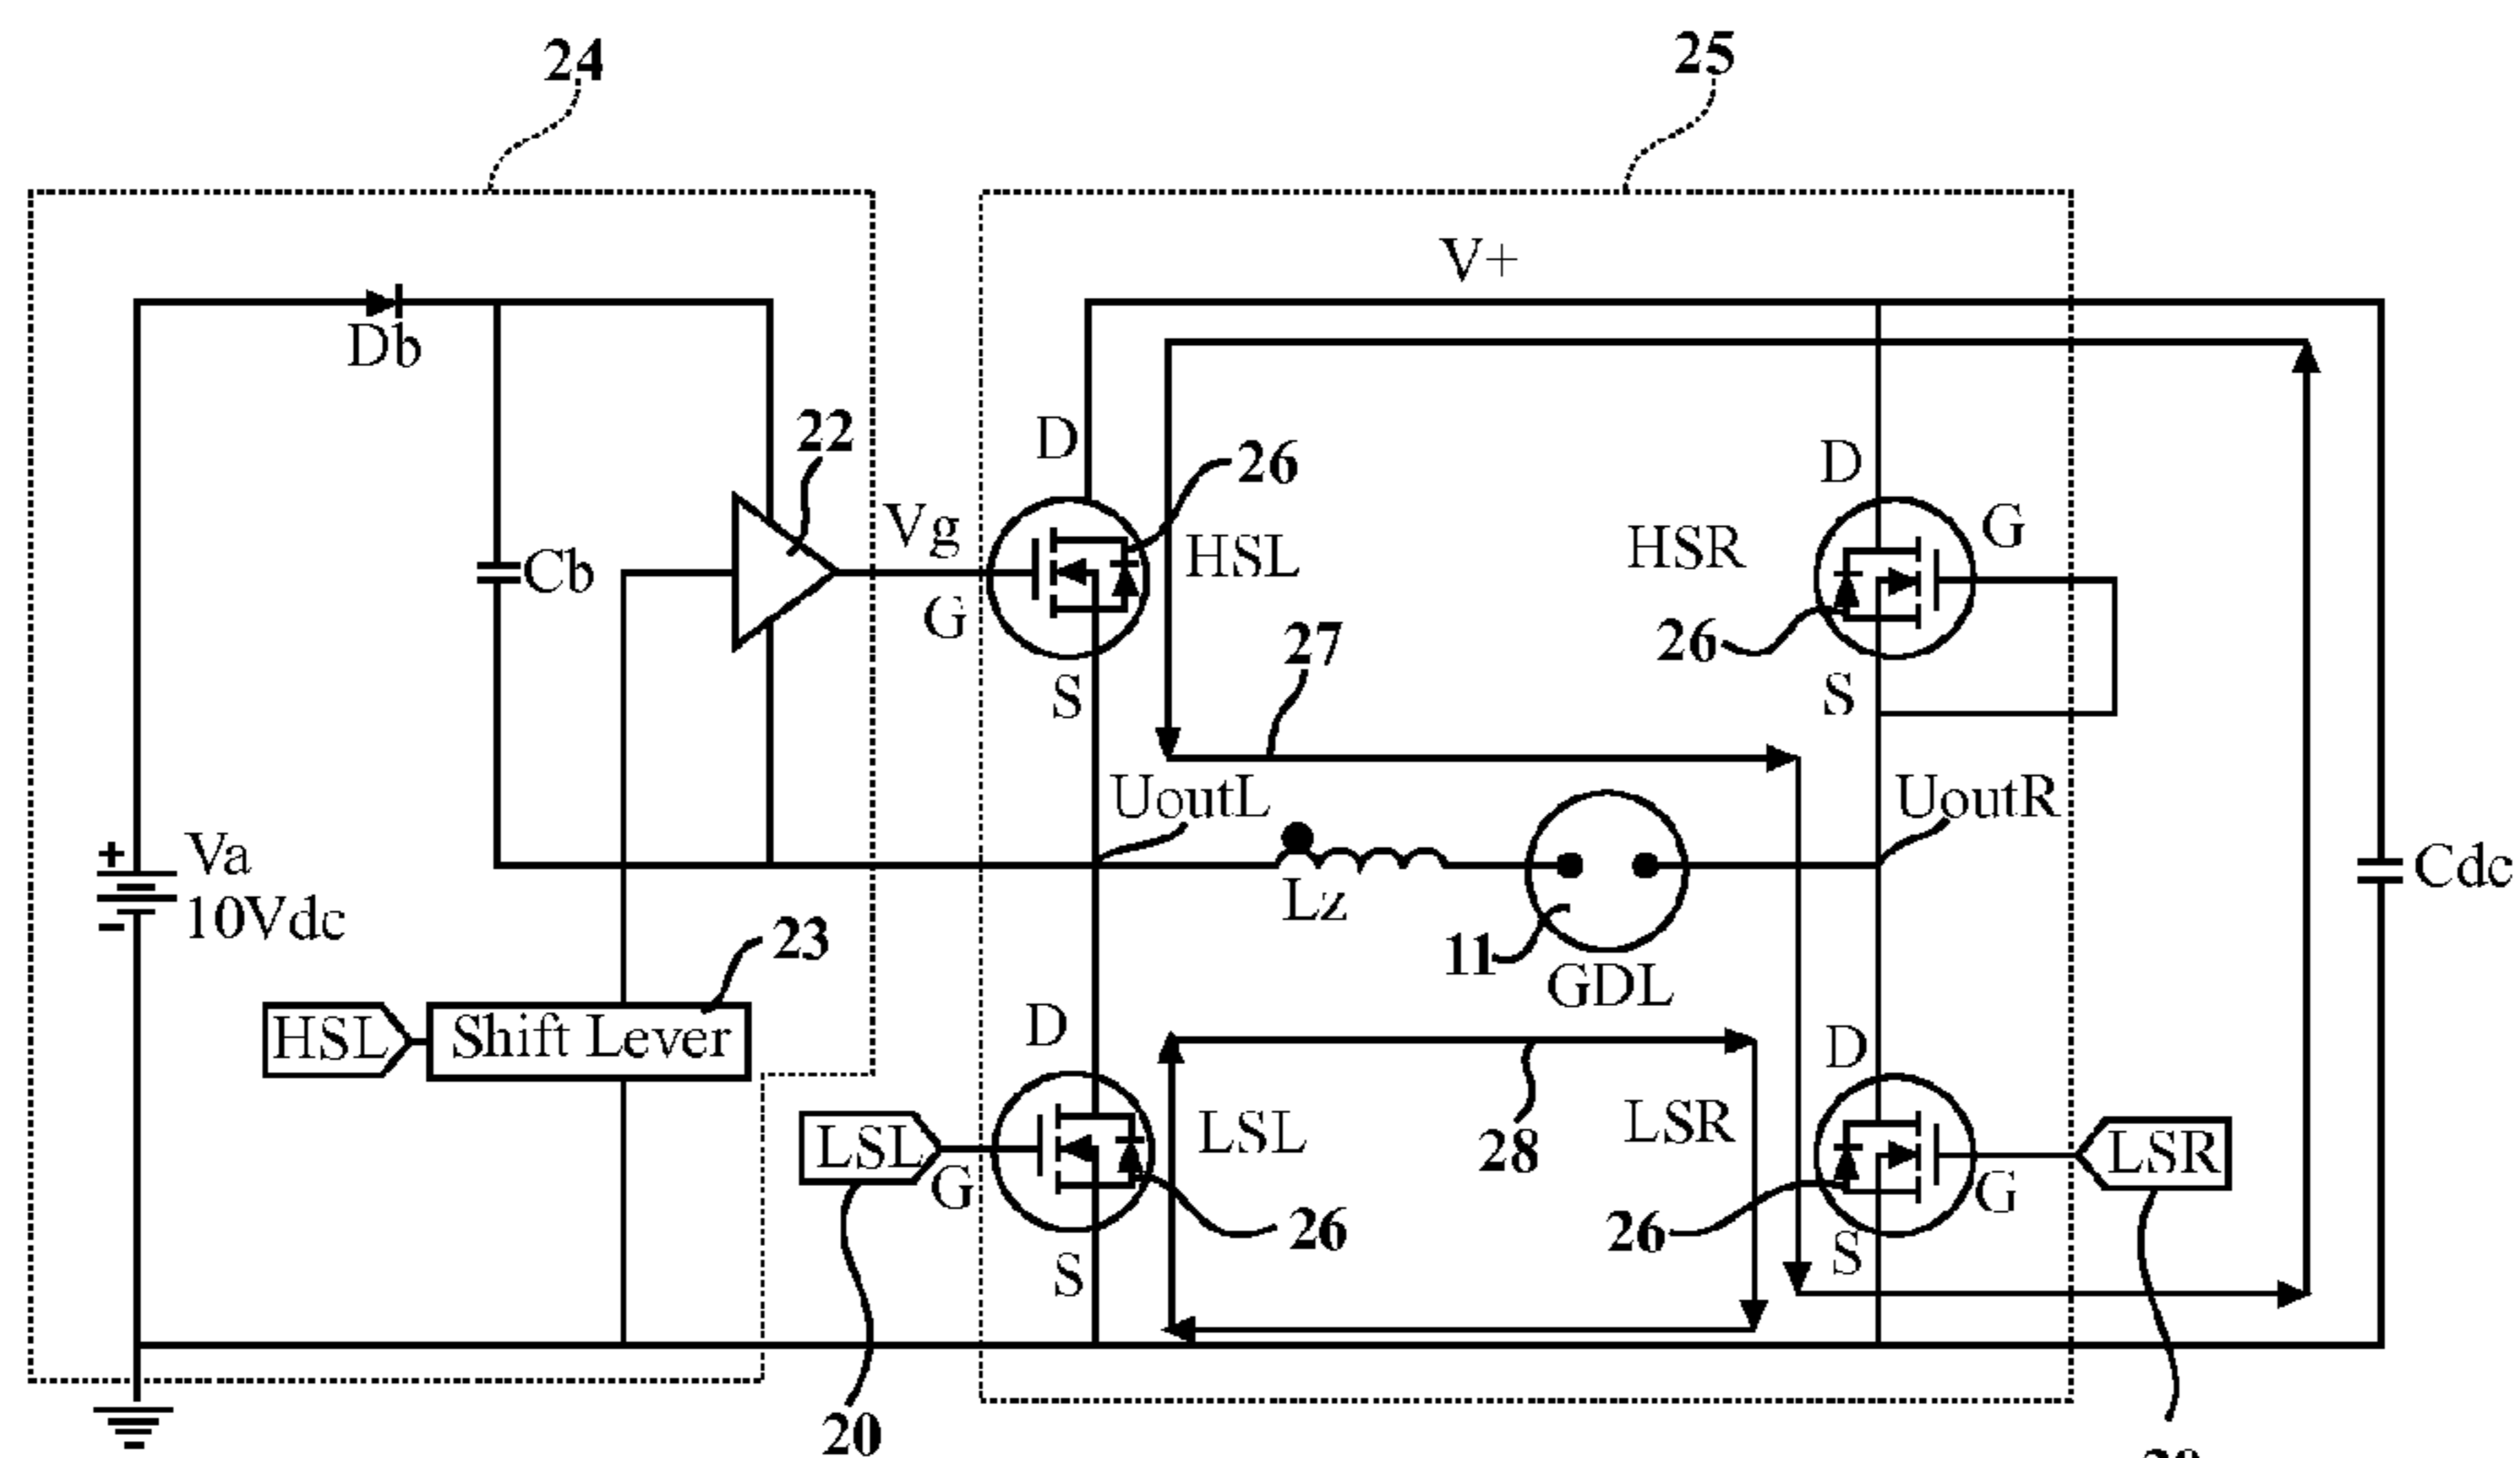 24
25
V+
Db
22
D
26
D
Vg
HSL
HSR
G
Cb
G
27
26
S
S
UoutL
UoutR
+
Va
10Vdc
-
Cdc
Lz
23
11
GDL
HSL
Shift Lever
D
D
LSL
LSL
28
LSR
LSR
G
G
26
26
S
S
20